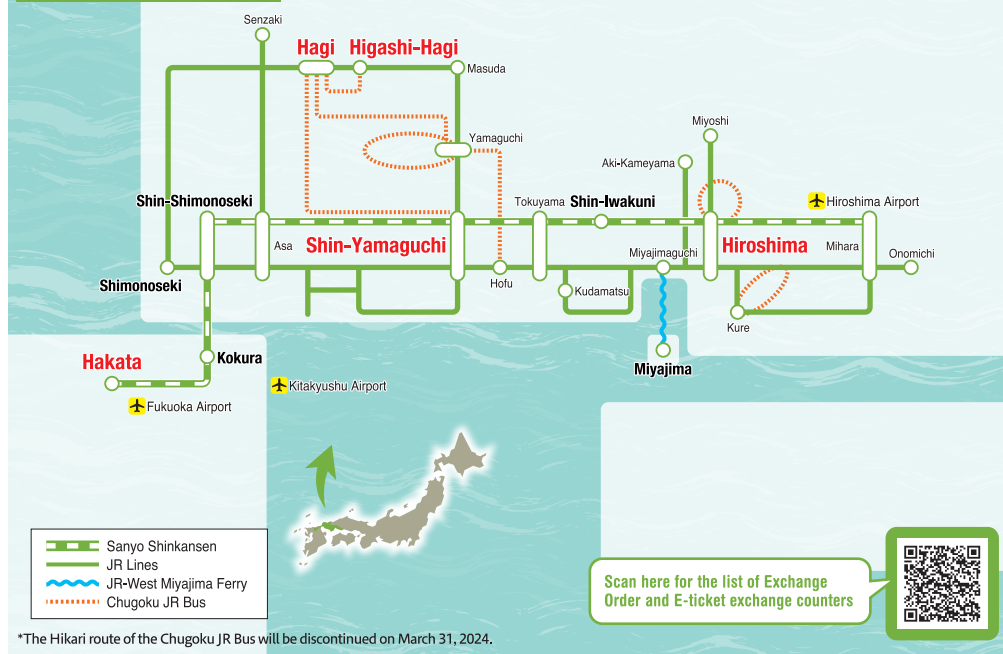 Senzaki
Hagi
Higashi-Hagi
Masuda
Miyoshi
Yamaguchi
Aki-Kameyama
Shin-Shimonoseki
Tokuyama
Shin-Iwakuni
Hiroshima Airport
Asa
Shin-Yamaguchi
Hiroshima
Mihara
Miyajimaguchi
Onomichi
Shimonoseki
Hofu
Kudamatsu
Kure
Hakata
Kokura
Miyajima
Kitakyushu Airport
Fukuoka Airport
Sanyo Shinkansen
JR Lines
JR-West Miyajima Ferry
Chugoku JR Bus
Scan here for the list of Exchange
Order and E-ticket exchange counters
*The Hikari route of the Chugoku JR Bus will be discontinued on March 31, 2024.